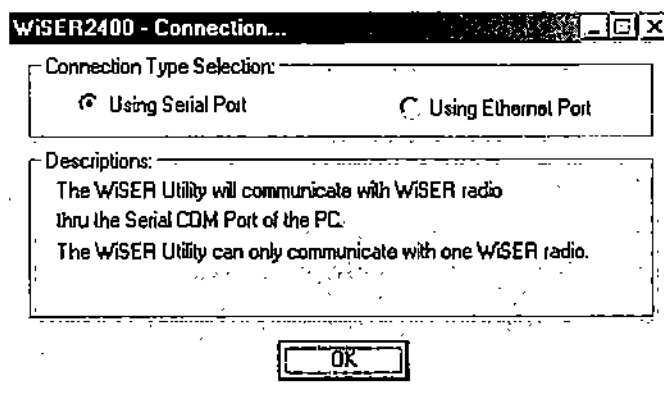 WiSER2400 - Connection...
Connection Type Selection:
Using Serial Port
Using Ethernet Port
Descriptions:
The WiSER Utility will communicate with WiSER radio
thru the Serial COM Port of the PC.
The WiSER Utility can only communicate with one WiSER radio.
OK